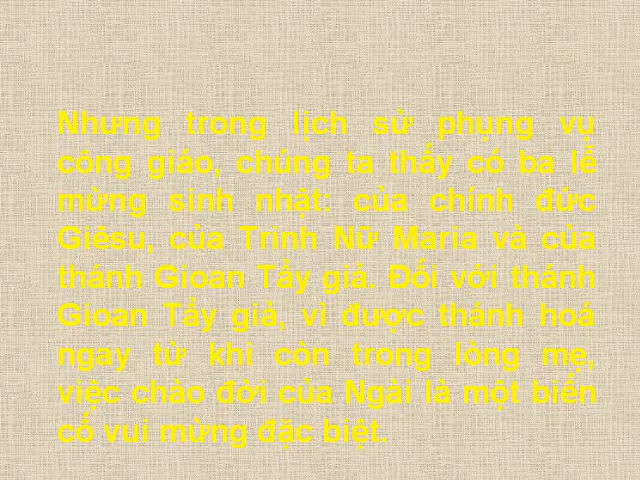 Nhưng trong lịch sử phụng vụ
công giáo, chúng ta thấy có ba lễ
mừng sinh nhật: của chính đức
Giêsu, của Trinh Nữ Maria và của
thánh Gioan Tẩy giả. Đối với thánh
Gioan Tẩy giả, vì được thánh hoá
ngay từ khi còn trong lòng mẹ,
việc chào đời của Ngài là một biến
cố vui mừng đặc biệt.